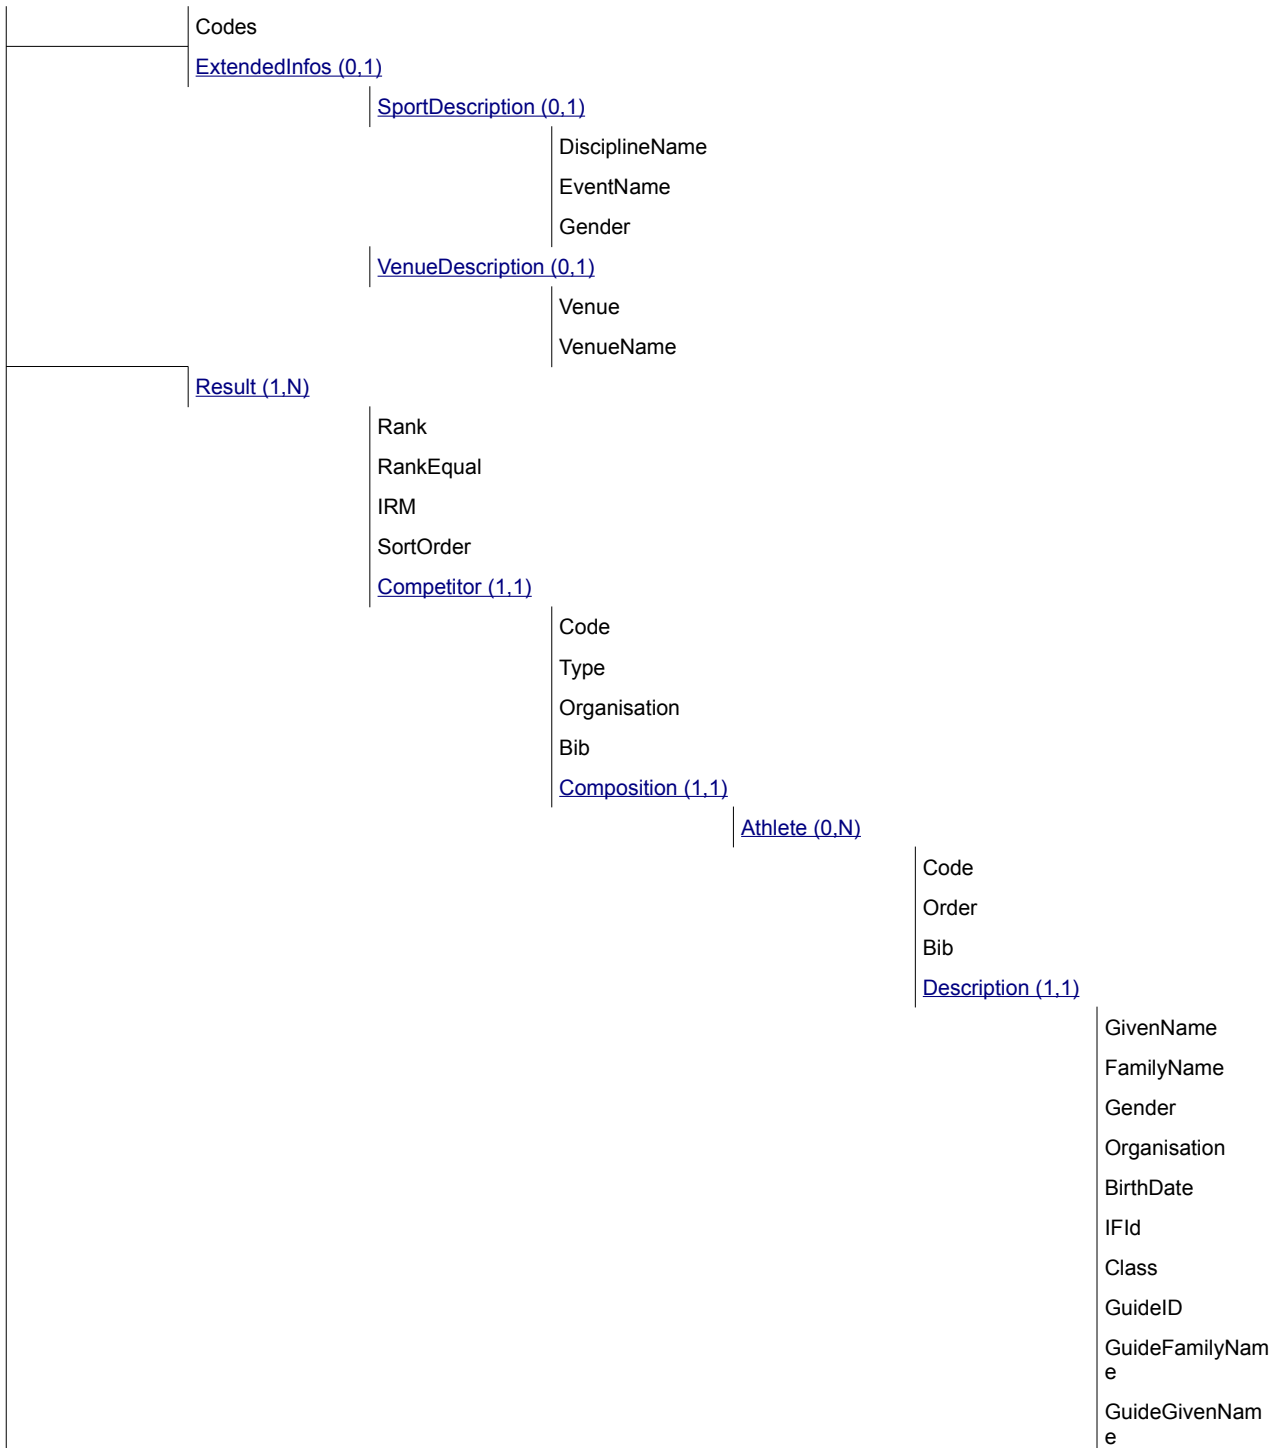 Codes
ExtendedInfos (0,1)
SportDescription (0,1)
DisciplineName
EventName
Gender
VenueDescription (0,1)
Venue
VenueName
Result (1,N)
Rank
RankEqual
IRM
SortOrder
Competitor (1,1)
Code
Type
Organisation
Bib
Composition (1,1)
Athlete (0,N)
Code
Order
Bib
Description (1,1)
GivenName
FamilyName
Gender
Organisation
BirthDate
IFId
Class
GuideID
GuideFamilyNam
e
GuideGivenNam
e